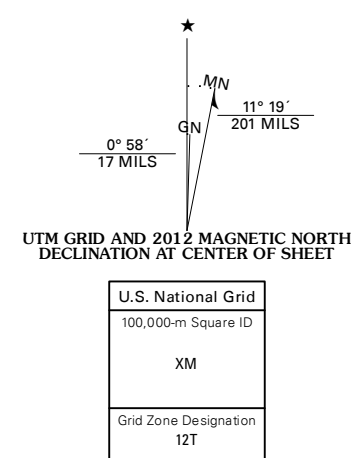 ★
MN
GN
11° 19´
201 MILS
0° 58´
17 MILS
UTM GRID AND 2012 MAGNETIC NORTH
DECLINATION AT CENTER OF SHEET
U.S. National Grid
100,000-m Square ID
XM
Grid Zone Designation
12T